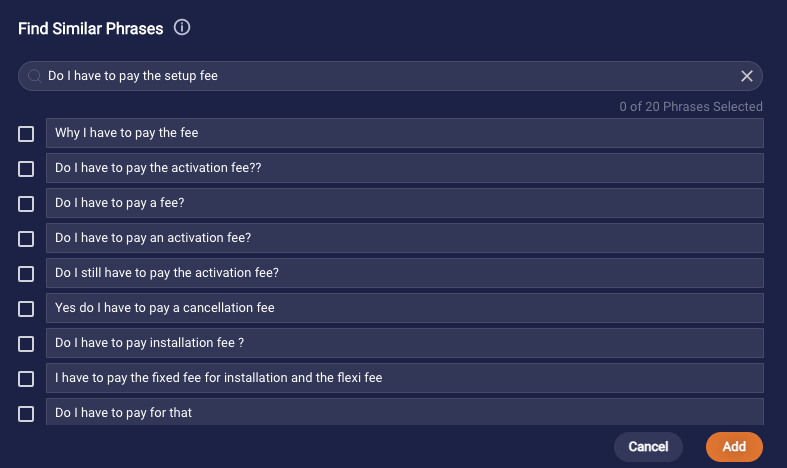 Find Similar Phrases
Do I have to pay the setup fee
0 of 20 Phrases Selected
Why I have to pay the fee
Do I have to pay the activation fee??
Do I have to pay a fee?
Do I have to pay an activation fee?
Do I still have to pay the activation fee?
Yes do I have to pay a cancellation fee
Do I have to pay installation fee ?
I have to pay the fixed fee for installation and the flexi fee
Do I have to pay for that
Cancel
Add